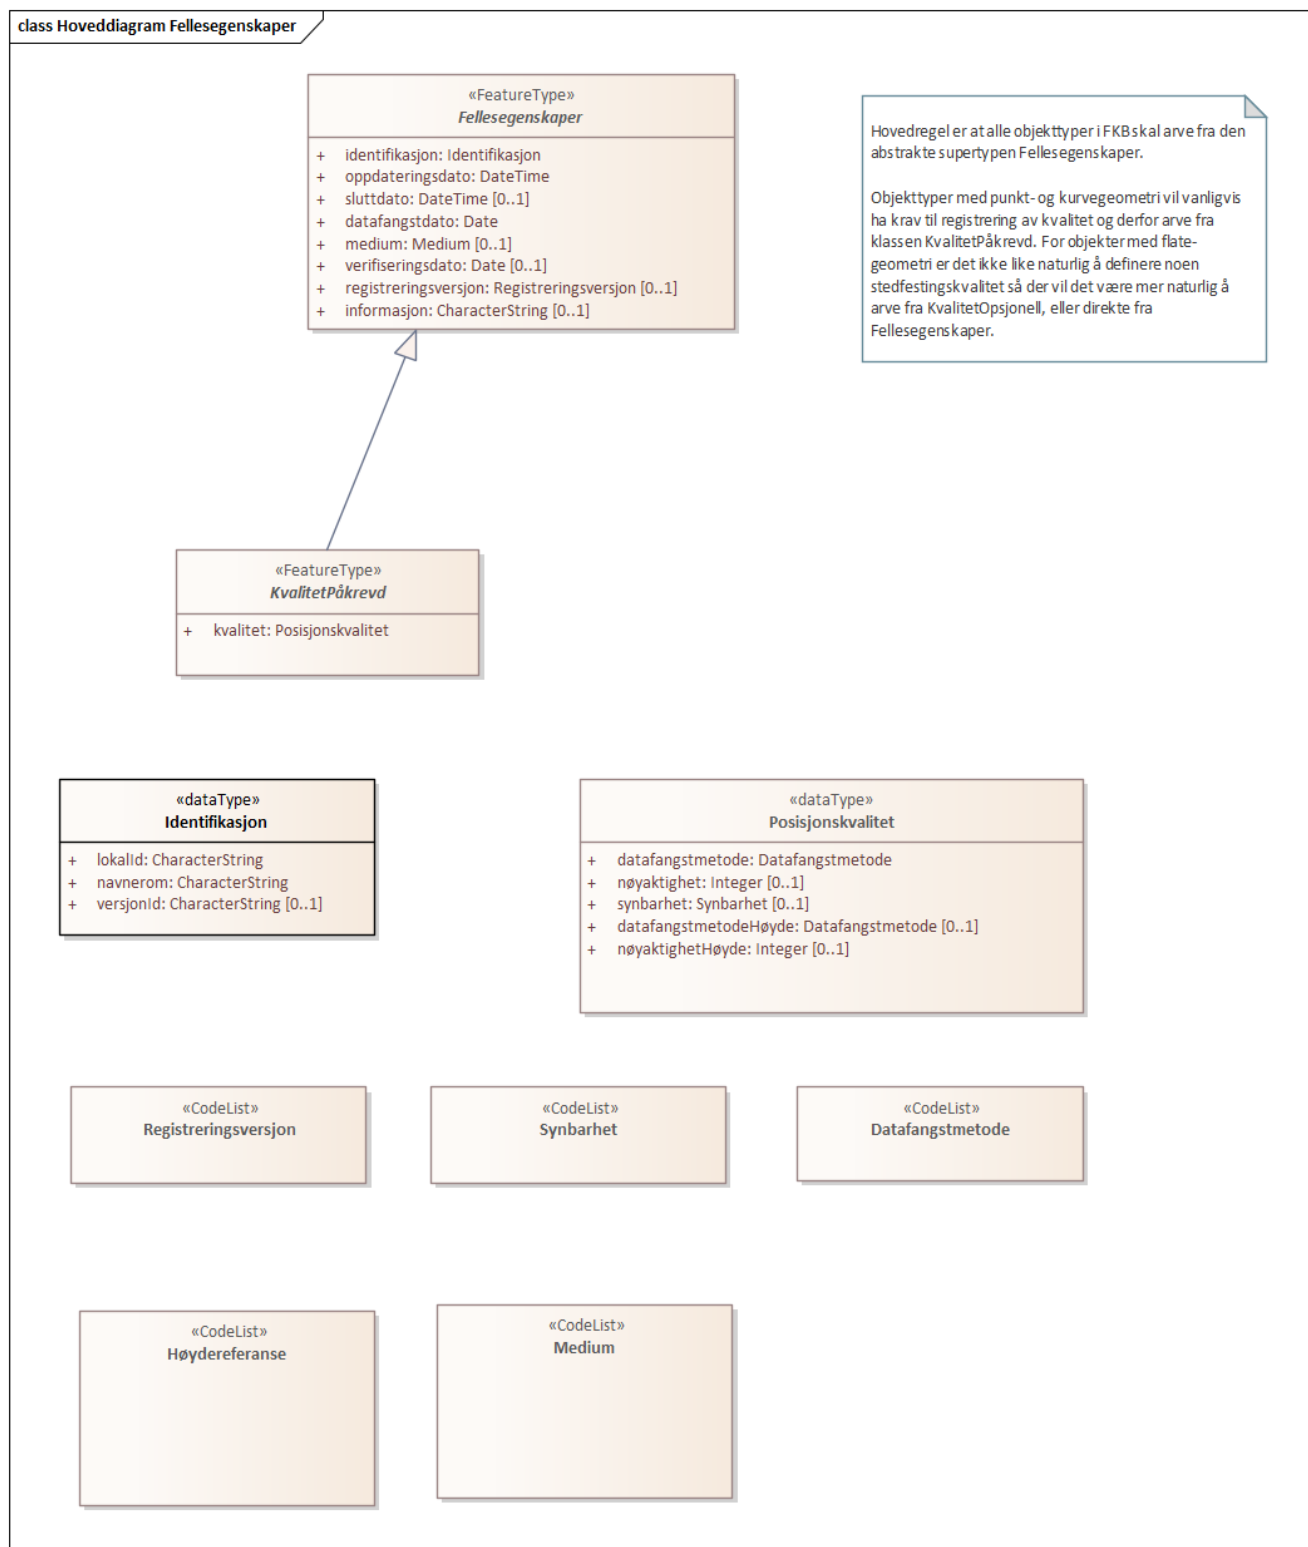 class Hoveddiagram Fellesegenskaper
«FeatureType»
Fellesegenskaper
+ identifikasjon: Identifikasjon
+ oppdateringsdato: DateTime
+ sluttdato: DateTime [0..1]
+ datafangstdato: Date
+ medium: Medium [0..1]
+ verifiseringsdato: Date [0..1]
+ registreringsversjon: Registreringsversjon [0..1]
+ informasjon: CharacterString [0..1]
Hovedregel er at alle objekttyper i FKB skal arve fra den
abstrakte supertypen Fellesegenskaper.
Objekttyper med punkt- og kurvegeometri vil vanligvis
ha krav til registrering av kvalitet og derfor arve fra
klassen KvalitetPåkrevd. For objekter med flate-
geometri er det ikke like naturlig å definere noen
stedfestingskvalitet så der vil det være mer naturlig å
arve fra KvalitetOpsjonell, eller direkte fra
Fellesegenskaper.
«FeatureType»
KvalitetPåkrevd
+ kvalitet: Posisjonskvalitet
«dataType»
Identifikasjon
+ lokalId: CharacterString
+ navnerom: CharacterString
+ versjonId: CharacterString [0..1]
«dataType»
Posisjonskvalitet
+ datafangstmetode: Datafangstmetode
+ nøyaktighet: Integer [0..1]
+ synbarhet: Synbarhet [0..1]
+ datafangstmetodeHøyde: Datafangstmetode [0..1]
+ nøyaktighetHøyde: Integer [0..1]
«CodeList»
Registreringsversjon
«CodeList»
Synbarhet
«CodeList»
Datafangstmetode
«CodeList»
Høydereferanse
«CodeList»
Medium